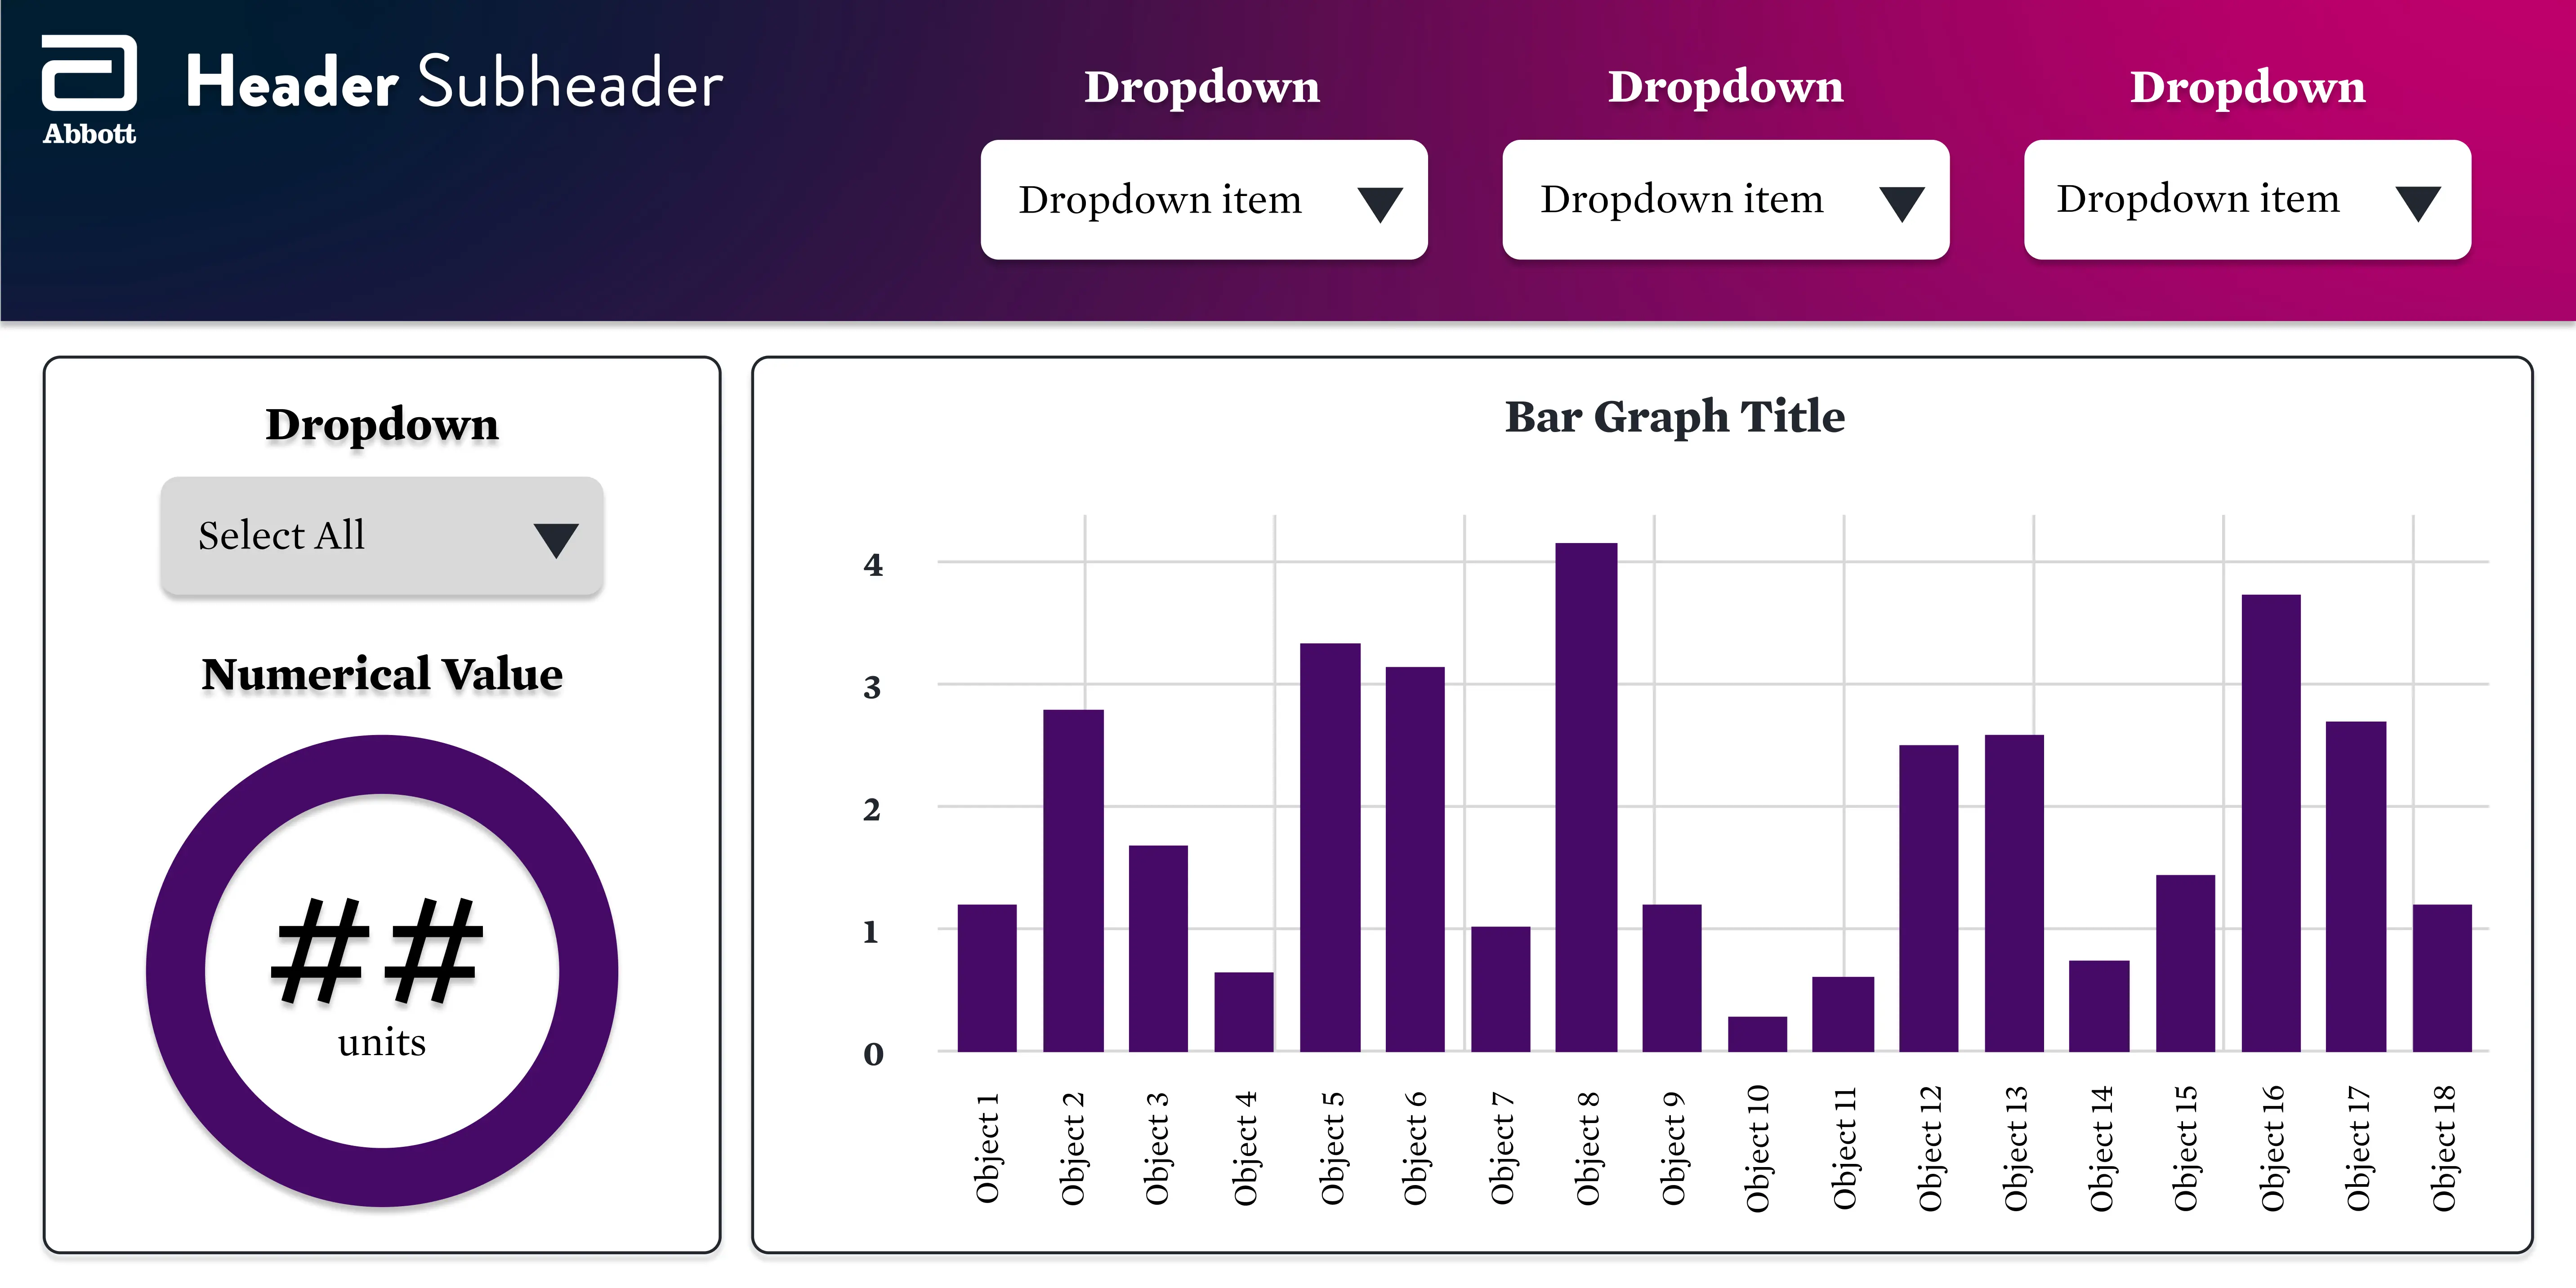 Abbott
Header Subheader
Dropdown
Dropdown item
Dropdown
Dropdown item
Dropdown
Dropdown item
Dropdown
Select All
Numerical Value
##
units
Bar Graph Title
4
3
2
1
0
Object 1
Object 2
Object 3
Object 4
Object 5
Object 6
Object 7
Object 8
Object 9
Object 10
Object 11
Object 12
Object 13
Object 14
Object 15
Object 16
Object 17
Object 18